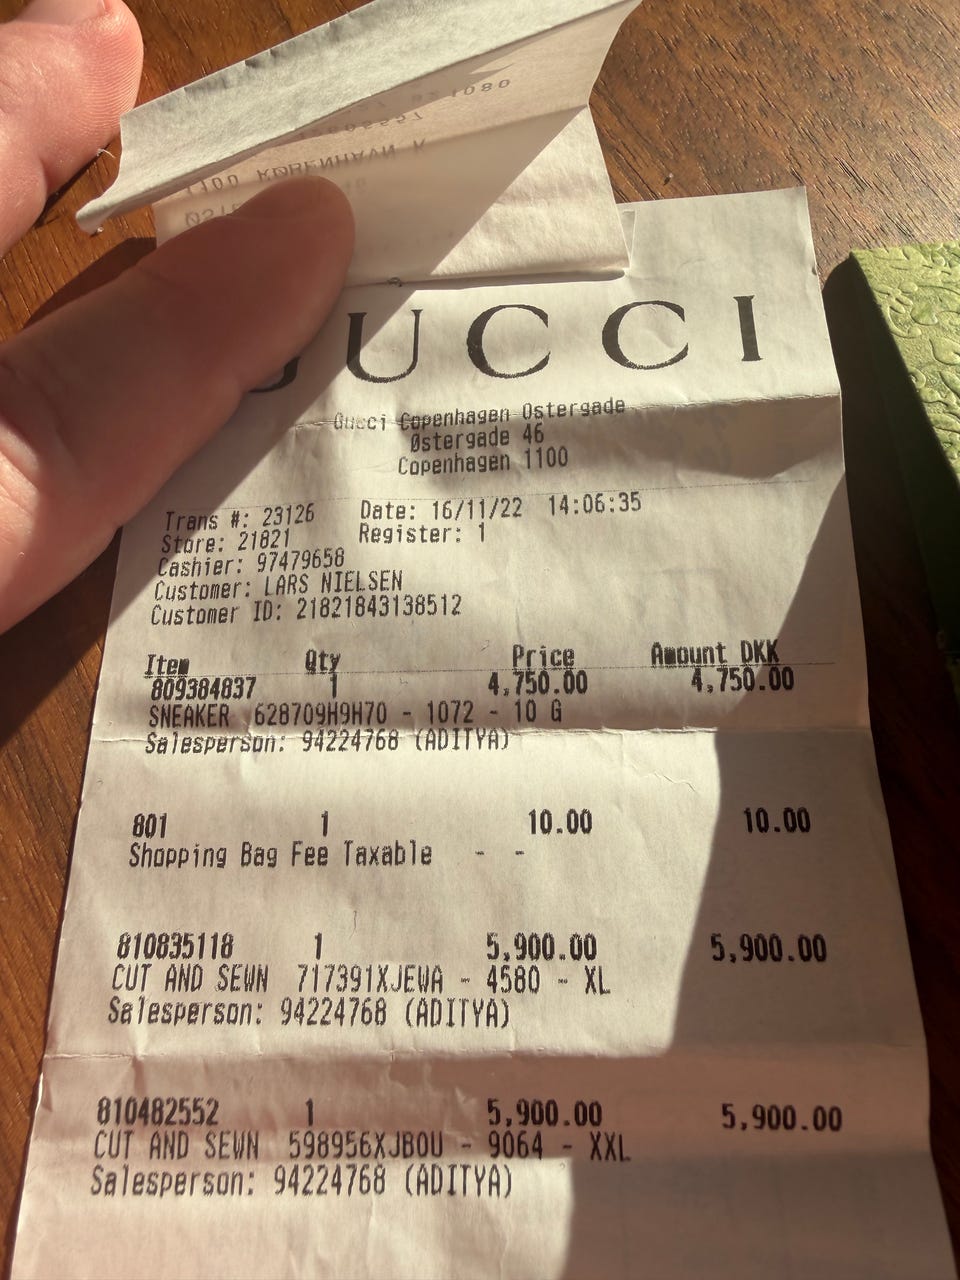 1080
1100 KØBENHAVN K
GUCCI
Gucci Copenhagen Ostergade
Østergade 46
Copenhagen 1100
Trans #: 23126 Date: 16/11/22 14:06:35
Store: 21821 Register: 1
Cashier: 97479658
Customer: LARS NIELSEN
Customer ID: 21821843138512
Item Qty Price Amount DKK
809384837 1 4,750.00 4,750.00
SNEAKER 628709H9H70 - 1072 - 10 G
Salesperson: 94224768 (ADITYA)
801 1 10.00 10.00
Shopping Bag Fee Taxable - -
810835118 1 5,900.00 5,900.00
CUT AND SEWN 717391XJEWA - 4580 - XL
Salesperson: 94224768 (ADITYA)
810482552 1 5,900.00 5,900.00
CUT AND SEWN 598956XJBOU - 9064 - XXL
Salesperson: 94224768 (ADITYA)